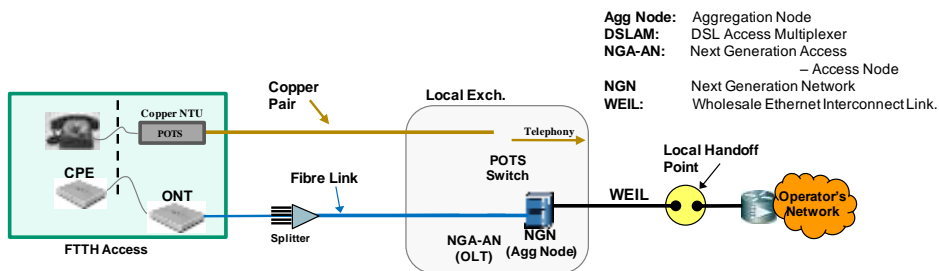 Agg Node: Aggregation Node
DSLAM: DSL Access Multiplexer
NGA-AN: Next Generation Access
– Access Node
NGN Next Generation Network
WEIL: Wholesale Ethernet Interconnect Link.
Copper
Pair
Local Exch.
Copper NTU
POTS
Telephony
POTS
Switch
Local Handoff
Point
CPE
ONT
Fibre Link
WEIL
Operator's
Network
Splitter
NGN
(Agg Node)
NGA-AN
(OLT)
FTTH Access